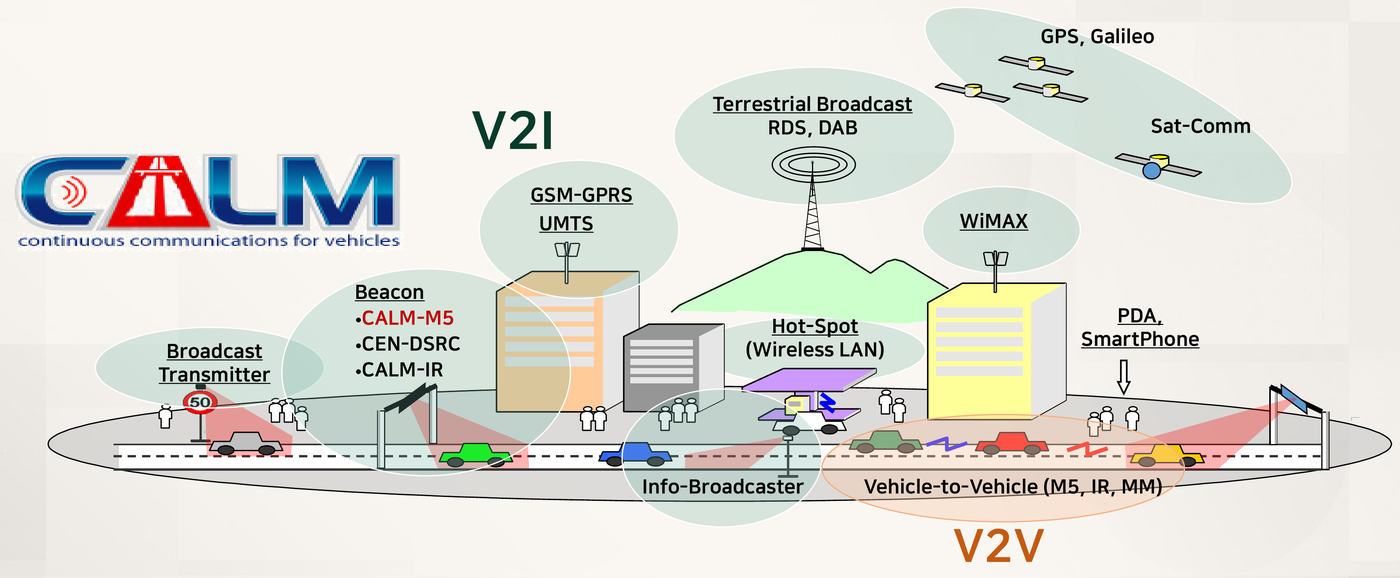 CALM
continuous communications for vehicles
V2I
GPS, Galileo
Sat-Comm
Terrestrial Broadcast
RDS, DAB
GSM-GPRS
UMTS
WiMAX
Beacon
•CALM-M5
•CEN-DSRC
•CALM-IR
Broadcast
Transmitter
50
Hot-Spot
(Wireless LAN)
PDA,
SmartPhone
Info-Broadcaster
Vehicle-to-Vehicle (M5, IR, MM)
V2V